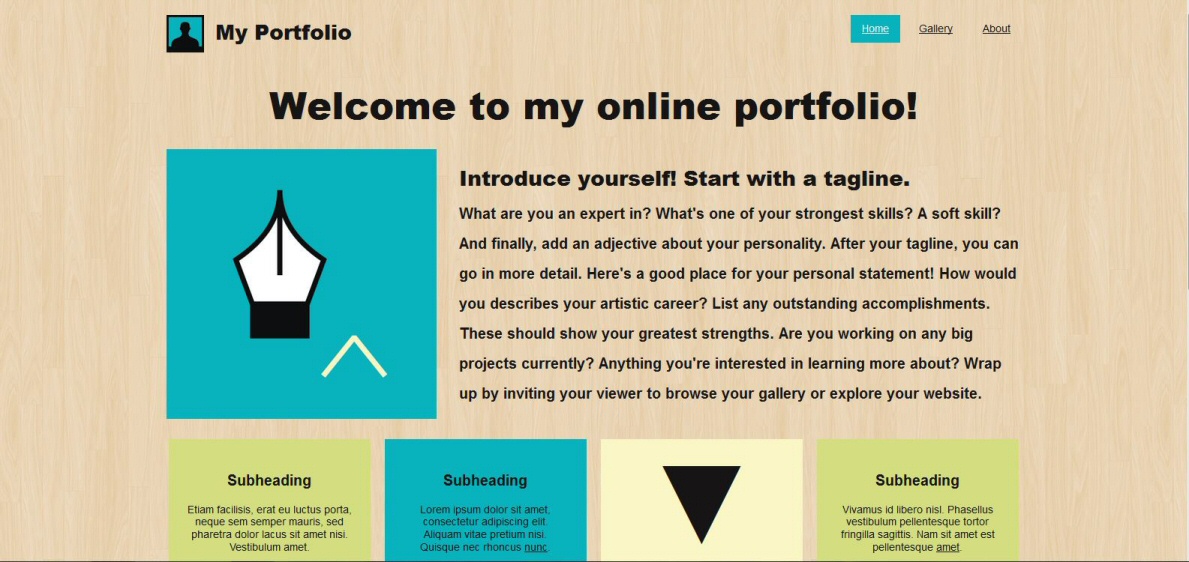 My Portfolio
Home Gallery About
Welcome to my online portfolio!
Introduce yourself! Start with a tagline.
What are you an expert in? What's one of your strongest skills? A soft skill?
And finally, add an adjective about your personality. After your tagline, you can
go in more detail. Here's a good place for your personal statement! How would
you describes your artistic career? List any outstanding accomplishments.
These should show your greatest strengths. Are you working on any big
projects currently? Anything you're interested in learning more about? Wrap
up by inviting your viewer to browse your gallery or explore your website.
Subheading
Etiam facilisis, erat eu luctus porta,
neque sem semper mauris, sed
pharetra dolor lacus sit amet nisi.
Vestibulum amet.
Subheading
Lorem ipsum dolor sit amet,
consectetur adipiscing elit.
Aliquam vitae pretium nisi.
Quisque nec rhoncus nunc.
Subheading
Vivamus id libero nisl. Phasellus
vestibulum pellentesque tortor
fringilla sagittis. Nam sit amet est
pellentesque amet.